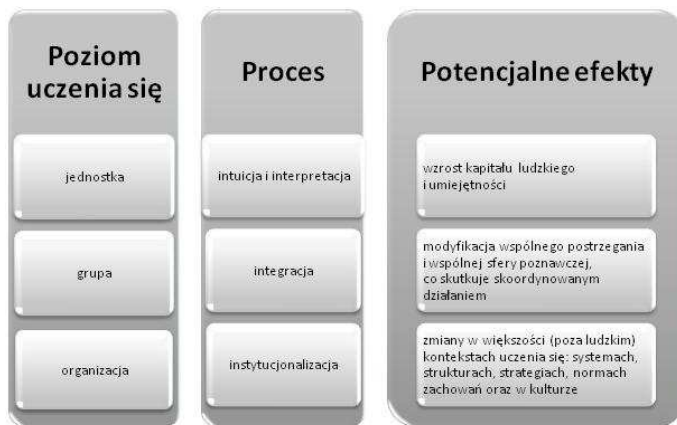 Poziom
uczenia się
jednostka
grupa
organizacja
Proces
intuicja i interpretacja
integracja
instytucjonalizacja
Potencjalne efekty
wzrost kapitału ludzkiego
i umiejętności
modyfikacja wspólnego postrzegania
i wspólnej sfery poznawczej,
co skutkuje skoordynowanym
działaniem
zmiany w większości (poza ludzkim)
kontekstach uczenia się: systemach,
strukturach, strategiach, normach
zachowań oraz w kulturze